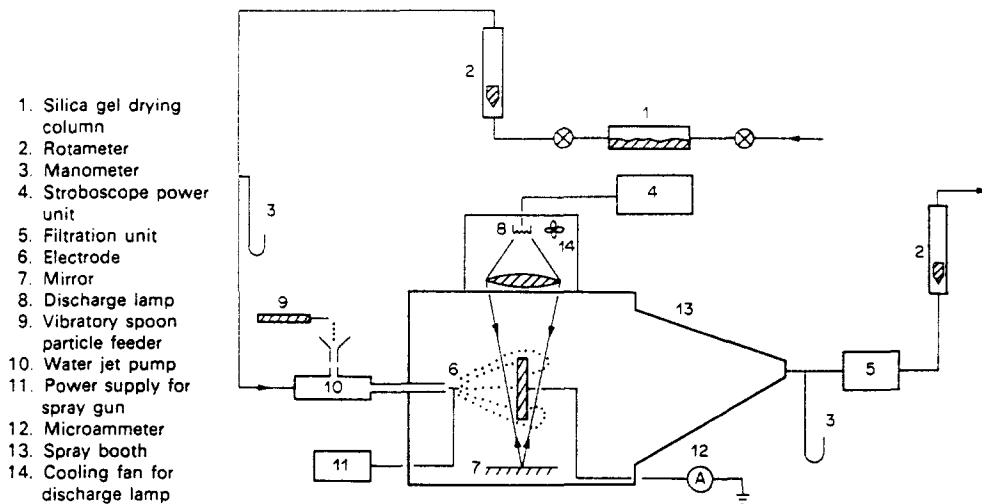 1. Silica gel drying
column
2. Rotameter
3. Manometer
4. Stroboscope power
unit
5. Filtration unit
6. Electrode
7. Mirror
8. Discharge lamp
9. Vibratory spoon
particle feeder
10. Water jet pump
11. Power supply for
spray gun
12. Microammeter
13. Spray booth
14. Cooling fan for
discharge lamp
2
1
3
4
8
14
2
9
13
6
10
5
3
11
7
12
A